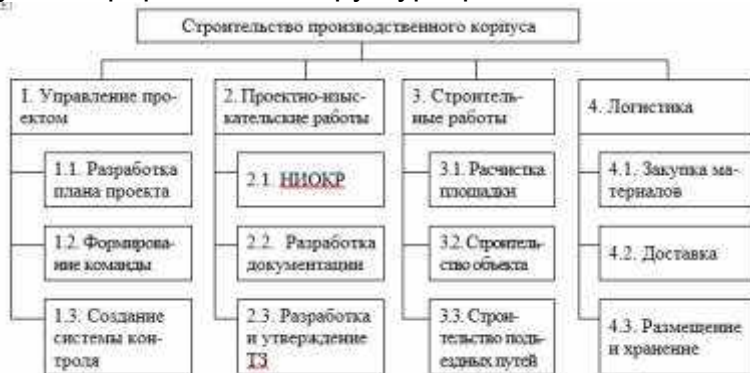 Строительство производственного корпуса
1. Управление про-
ектом
2. Проектно-изыс-
кательские работы
3. Строитель-
ные работы
4. Логистика
1.1. Разработка
плана проекта
2.1. НИОКР
3.1. Расчистка
площадки
4.1. Закупка ма-
териалов
1.2. Формирова-
ние команды
2.2. Разработка
документации
3.2. Строитель-
ство объекта
4.2. Доставка
1.3. Создание
системы кон-
троля
2.3. Разработка
и утверждение
ТЗ
3.3. Строи-
тельство подъ-
ездных путей
4.3. Размещение
и хранение